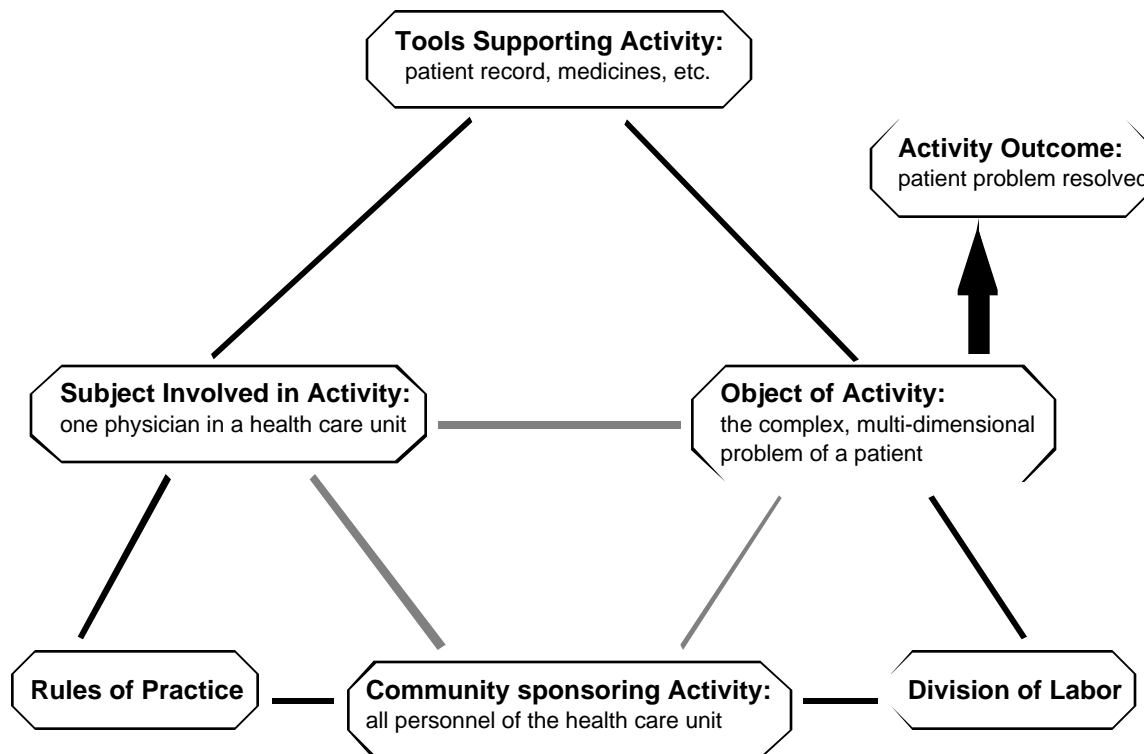 Tools Supporting Activity:
patient record, medicines, etc.
Activity Outcome:
patient problem resolved
Subject Involved in Activity:
one physician in a health care unit
Object of Activity:
the complex, multi-dimensional
problem of a patient
Rules of Practice
Community sponsoring Activity:
all personnel of the health care unit
Division of Labor